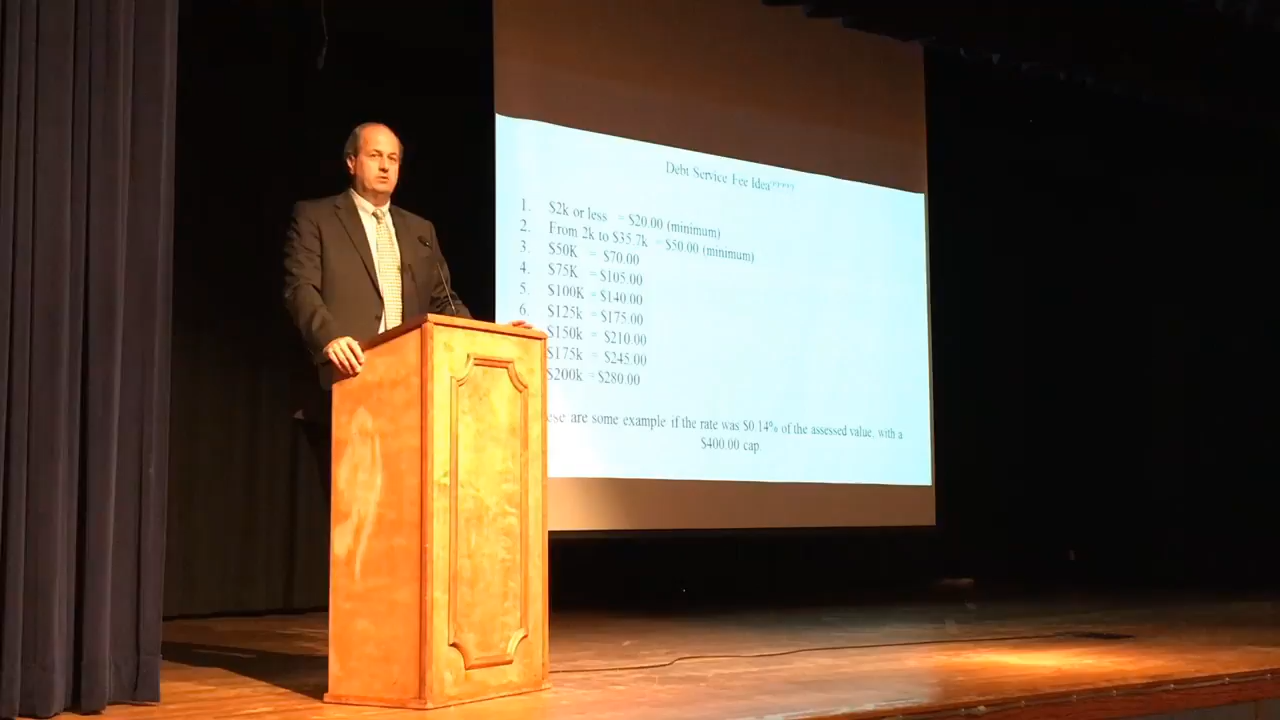 Debt Service Fee Idea?????
1. $2k or less = $20.00 (minimum)
2. From 2k to $35.7k = $50.00 (minimum)
3. $50K = $70.00
4. $75K = $105.00
5. $100K = $140.00
6. $125k = $175.00
$150k = $210.00
$175k = $245.00
$200k = $280.00
ese are some example if the rate was $0.14% of the assessed value, with a
$400.00 cap.